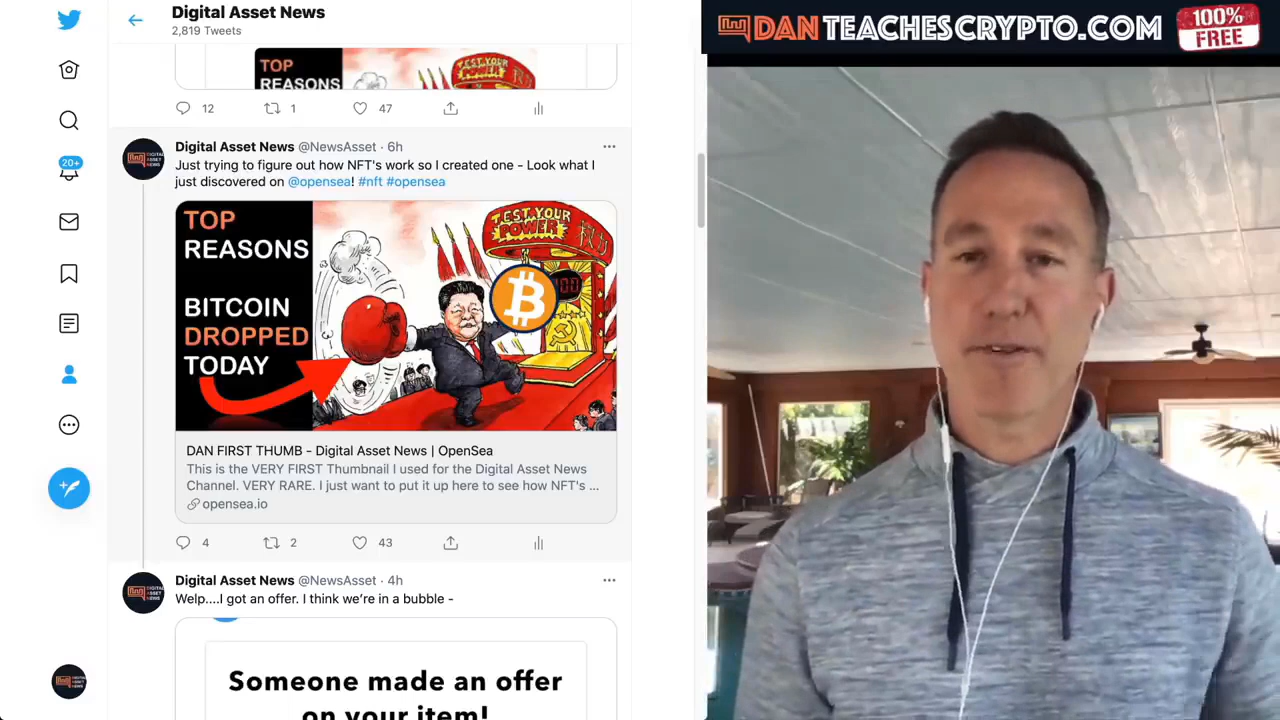 Digital Asset News
2,819 Tweets
TOP
REASONS
12
1
47
Digital Asset News @NewsAsset · 6h
Just trying to figure out how NFT's work so I created one - Look what I
just discovered on @opensea! #nft #opensea
TOP
REASONS
BITCOIN
DROPPED
TODAY
TEST YOUR
POWER
DAN FIRST THUMB - Digital Asset News | OpenSea
This is the VERY FIRST Thumbnail I used for the Digital Asset News
Channel. VERY RARE. I just want to put it up here to see how NFT's ...
opensea.io
4
2
43
Digital Asset News @NewsAsset · 4h
Welp....I got an offer. I think we're in a bubble -
Someone made an offer
on your item!
20+
DANTEACHESCRYPTO.COM
100%
FREE